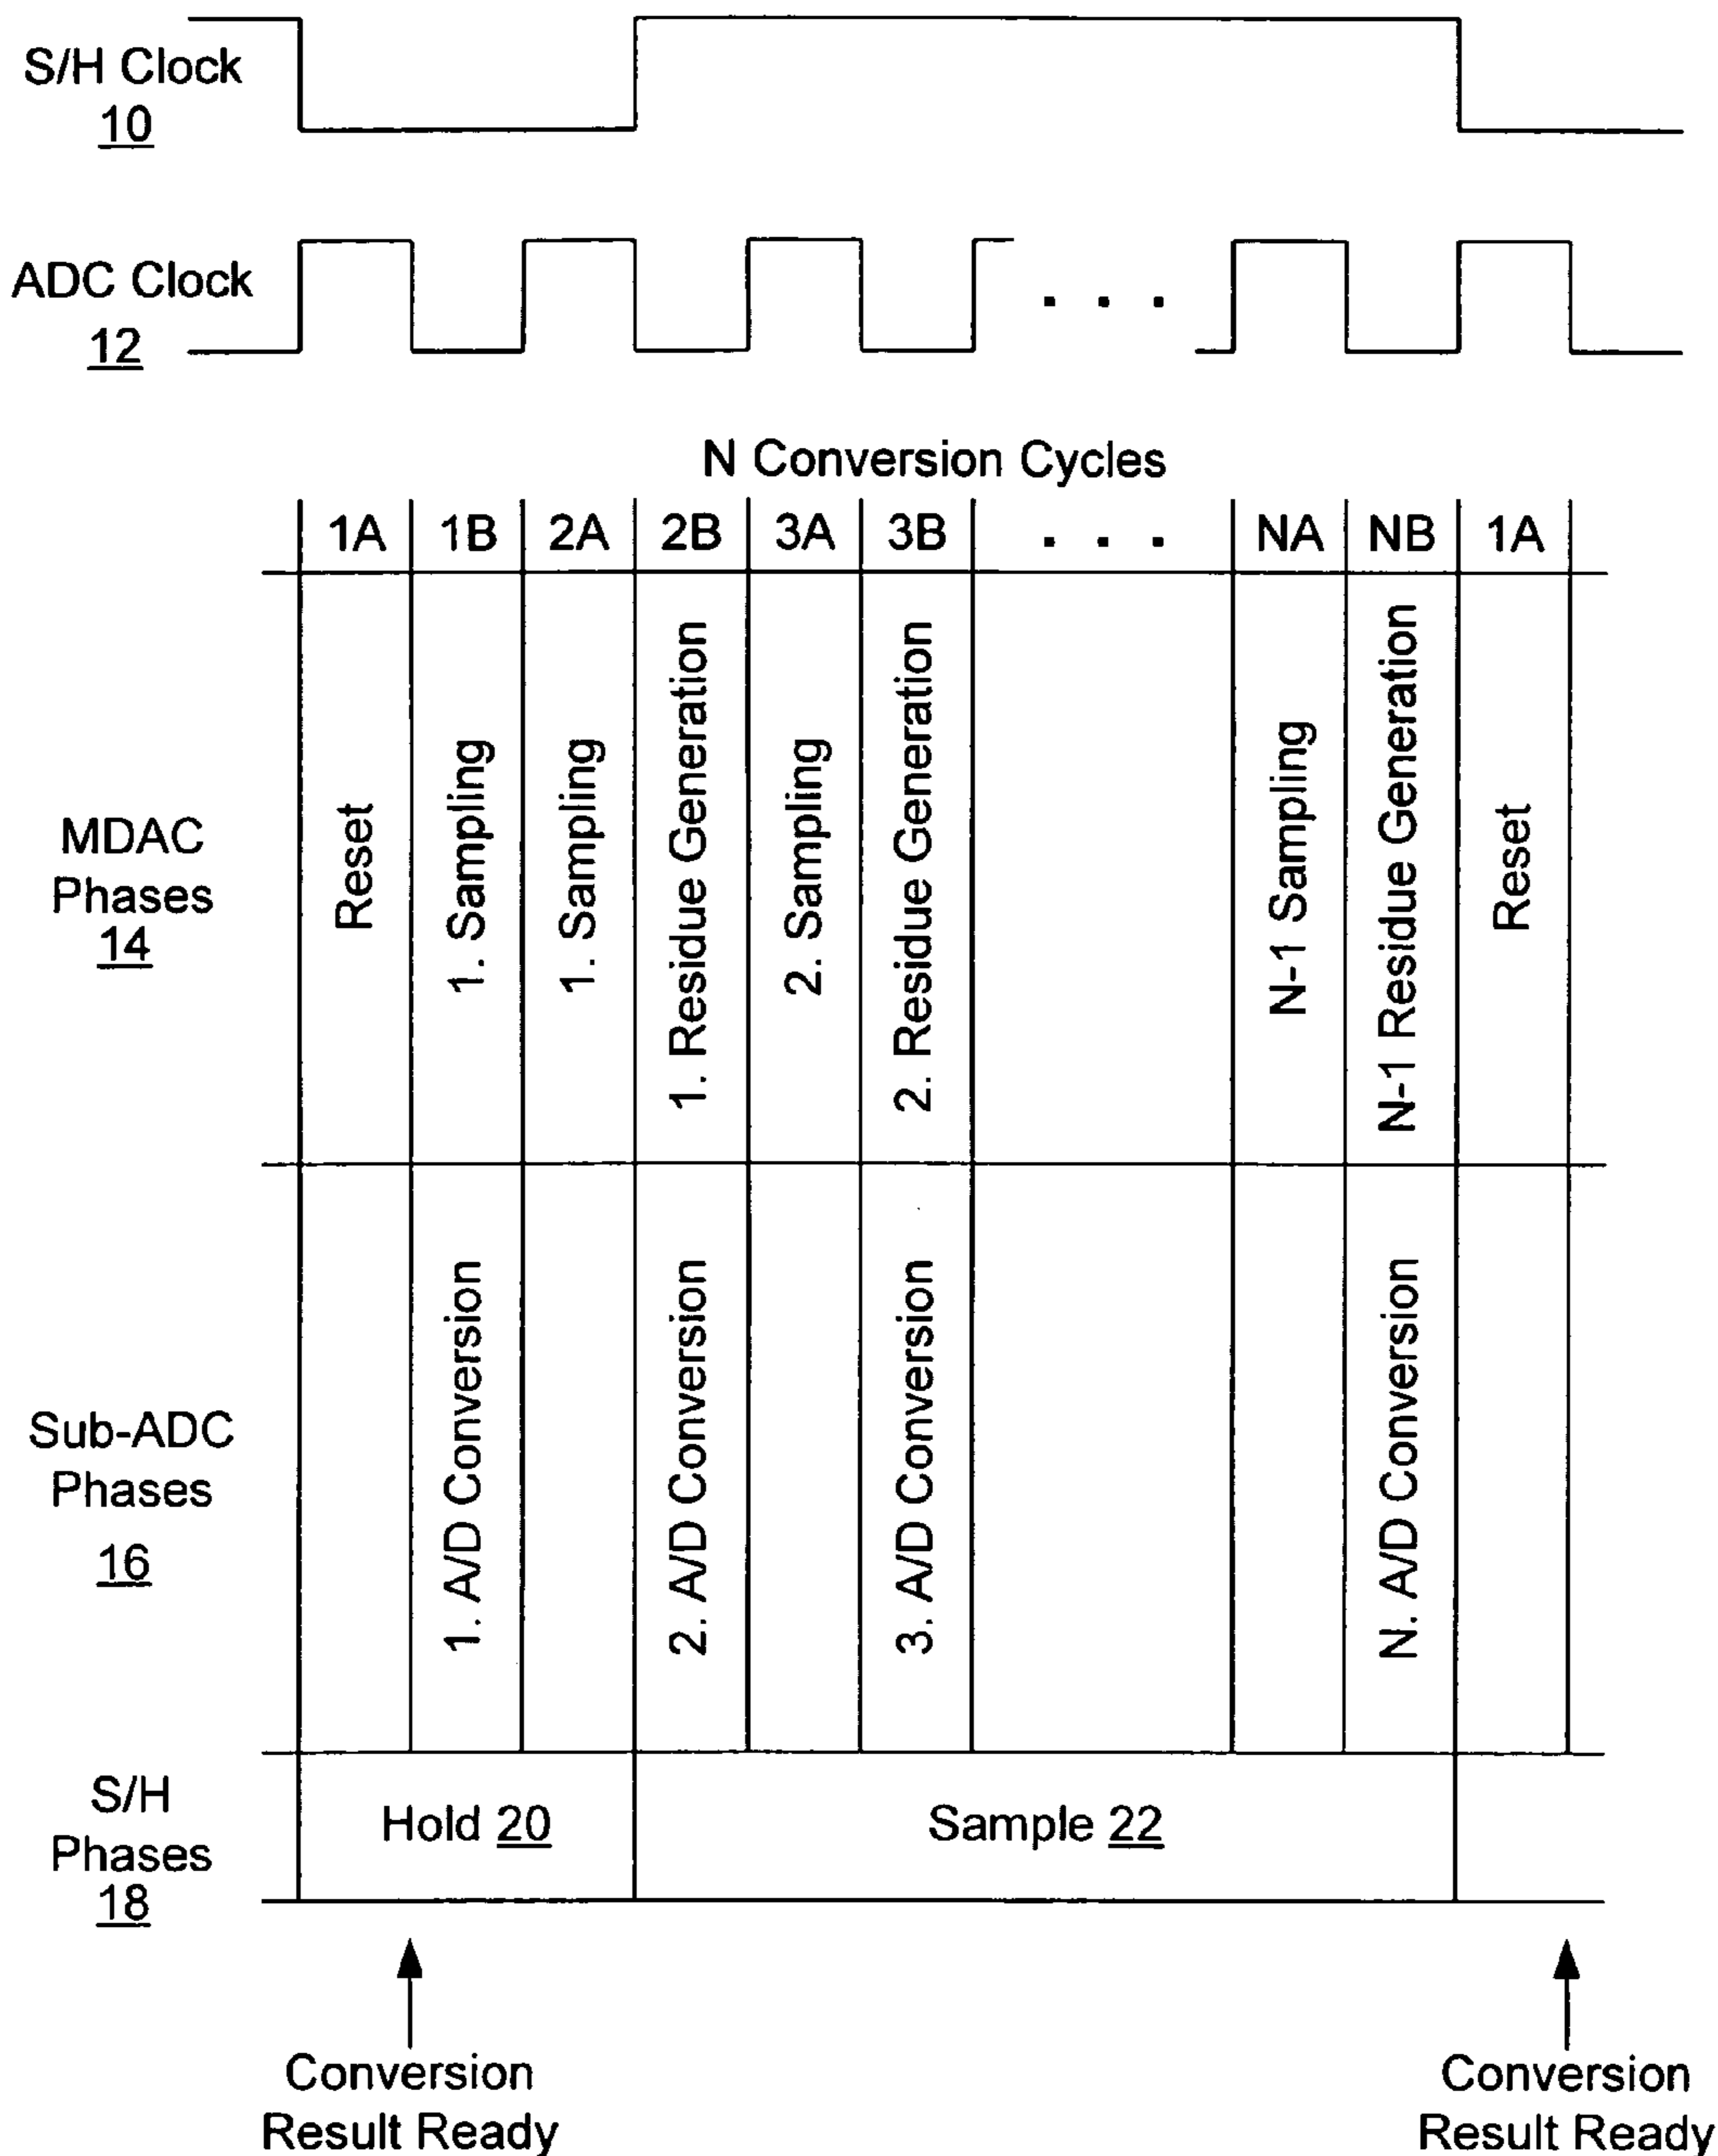 S/H Clock
10
ADC Clock
12
. . .
N Conversion Cycles
1A 1B 2A 2B 3A 3B . . . NA NB 1A
MDAC
Phases
14
Reset
1. Sampling
1. Sampling
1. Residue Generation
2. Sampling
2. Residue Generation
N-1 Sampling
N-1 Residue Generation
Reset
Sub-ADC
Phases
16
1. A/D Conversion
2. A/D Conversion
3. A/D Conversion
N. A/D Conversion
S/H
Phases
18
Hold 20
Sample 22
Conversion
Result Ready
Conversion
Result Ready